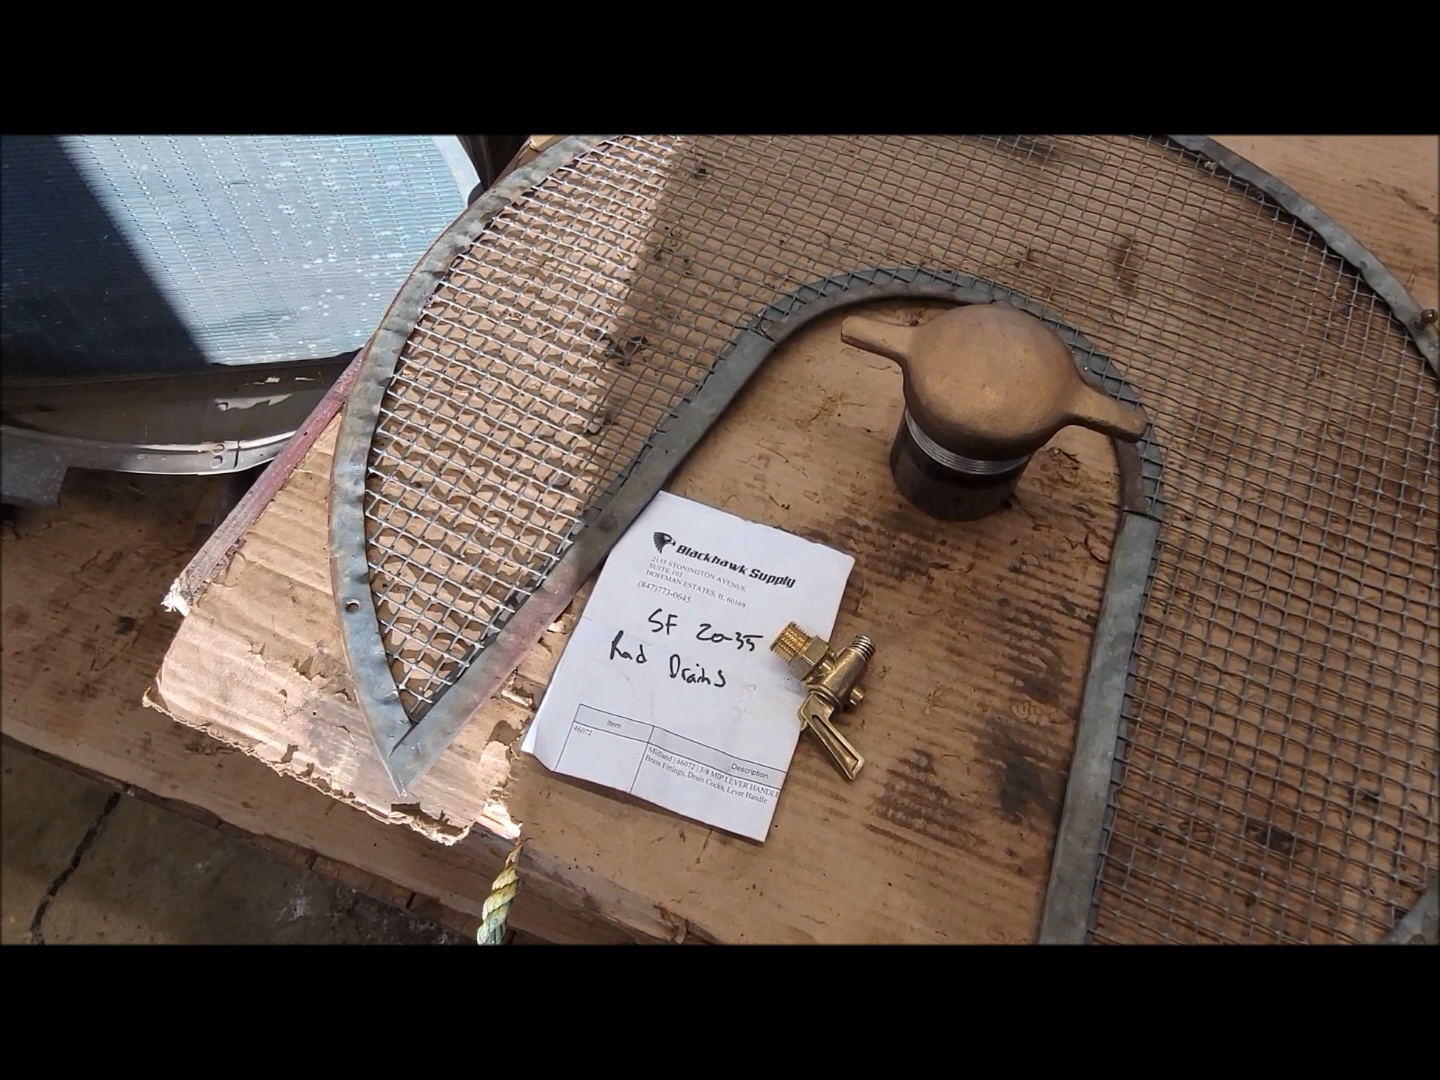 Blackhawk Supply
2155 STONINGTON AVENUE
SUITE 103
HOFFMAN ESTATES, IL 60169
(847)773-0645
SF 20-35
Rad Drains
Item
Description
46072
Midland | 46072 | 3/8 MIP LEVER HANDLE
Brass Fittings, Drain Cocks, Lever Handle